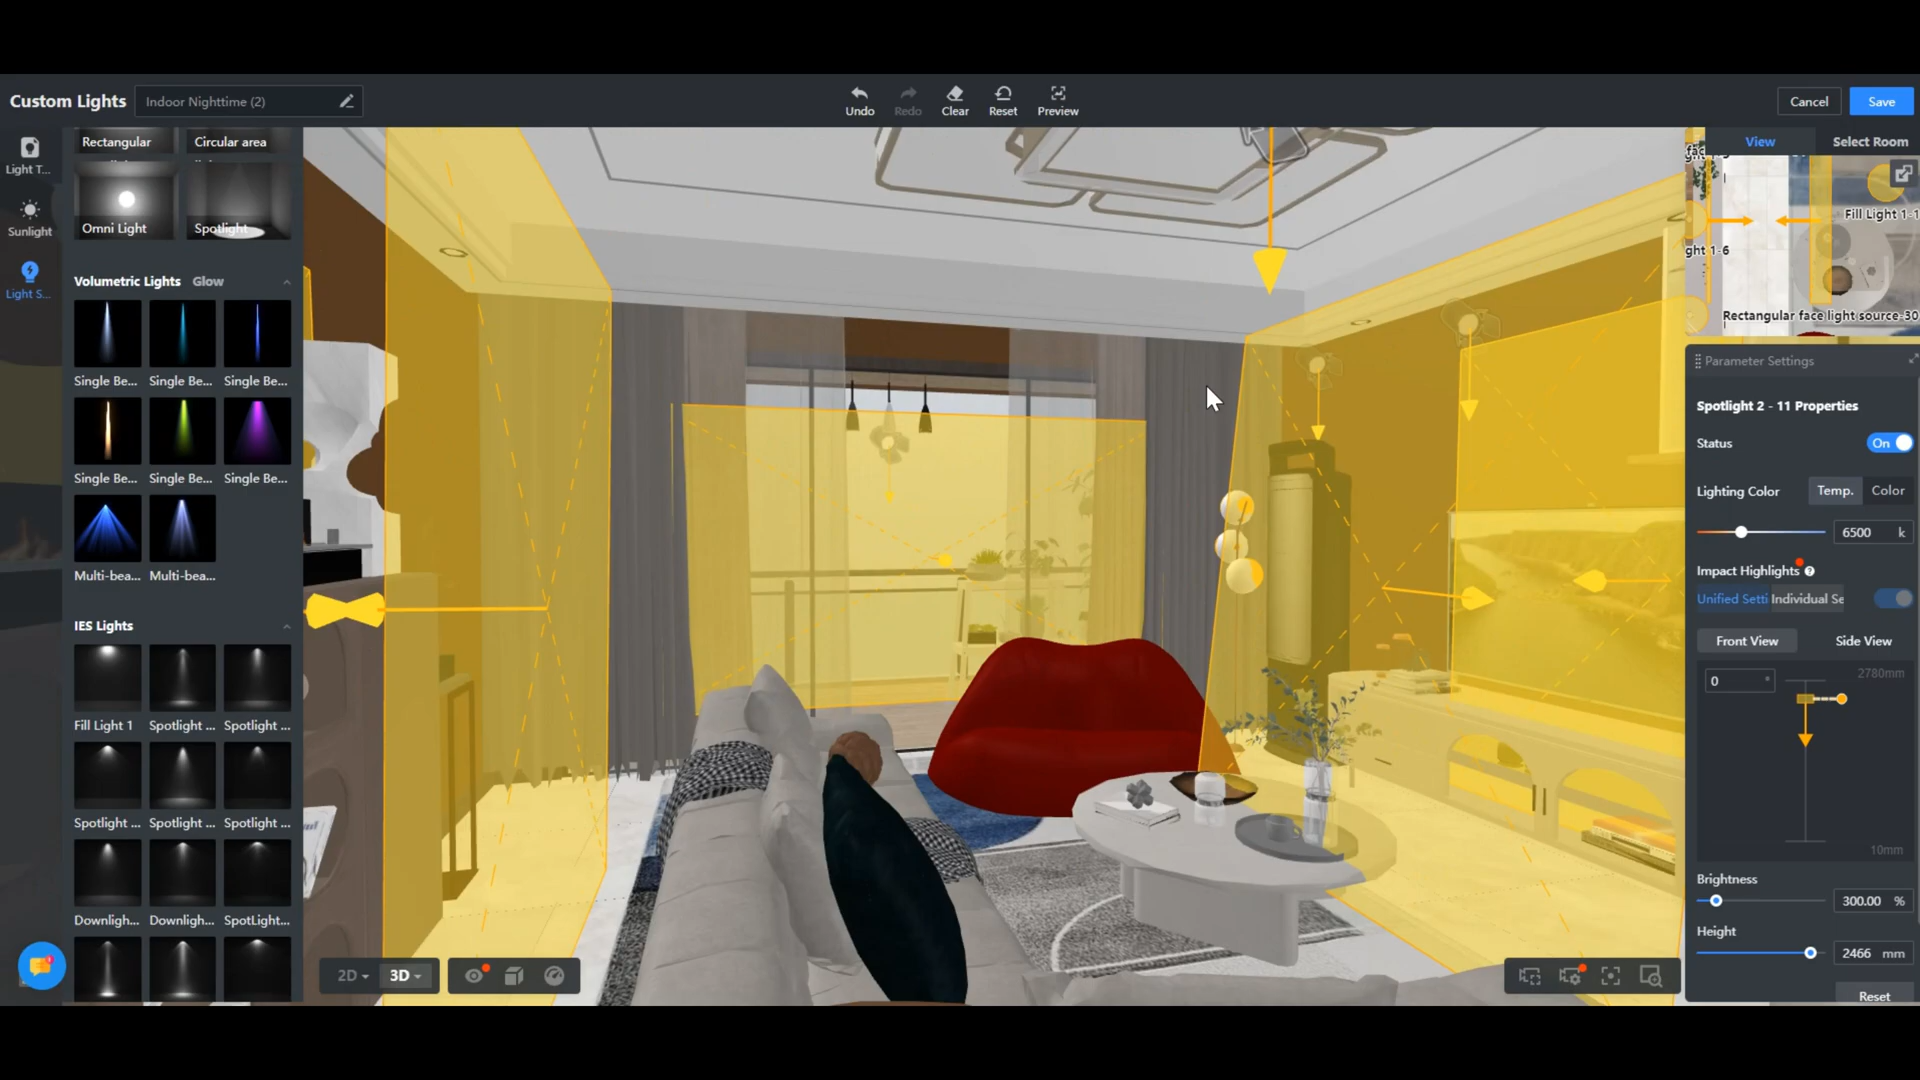 Custom Lights
Indoor Nighttime (2)
Undo
Redo
Clear
Reset
Preview
Cancel
Save
Light T...
Sunlight
Light S...
Rectangular
Circular area
Omni Light
Spotlight
Volumetric Lights
Glow
Single Be...
Single Be...
Single Be...
Single Be...
Single Be...
Single Be...
Multi-bea...
Multi-bea...
IES Lights
Fill Light 1
Spotlight ...
Spotlight ...
Spotlight ...
Spotlight ...
Spotlight ...
Downligh...
Downligh...
SpotLight...
2D
3D
View
Select Room
Fill Light 1-1
ght 1-6
Rectangular face light source-30
Parameter Settings
Spotlight 2 - 11 Properties
Status
On
Lighting Color
Temp.
Color
6500 k
Impact Highlights
Unified Setti
Individual Se
Front View
Side View
0 °
2780mm
10mm
Brightness
300.00 %
Height
2466 mm
Reset